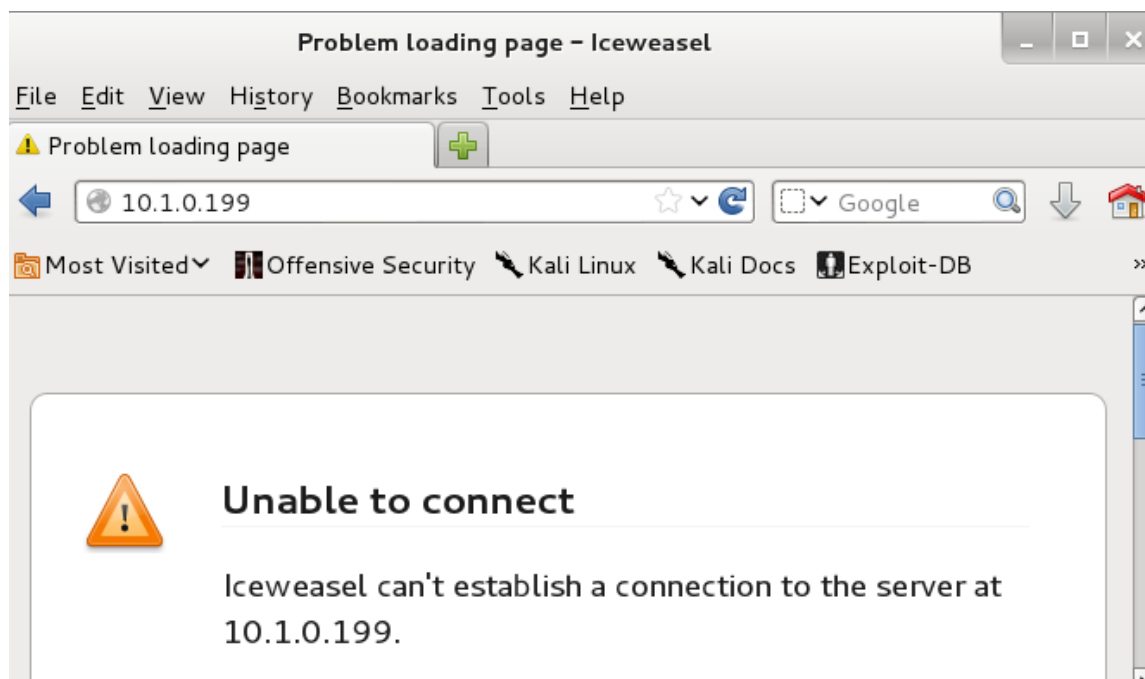 Problem loading page – Iceweasel
File Edit View History Bookmarks Tools Help
Problem loading page
10.1.0.199 Google
Most Visited Offensive Security Kali Linux Kali Docs Exploit-DB »
Unable to connect
Iceweasel can't establish a connection to the server at
10.1.0.199.